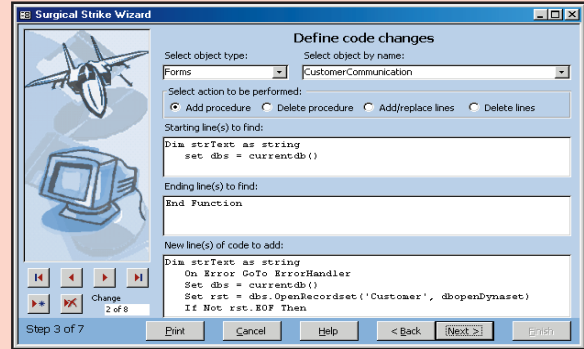 Surgical Strike Wizard
Define code changes
Select object type: Select object by name:
Forms CustomerCommunication
Select action to be performed:
Add procedure Delete procedure Add/replace lines Delete lines
Starting line(s) to find:
Dim strText as string
set dbs = currentdb()
Ending line(s) to find:
End Function
New line(s) of code to add:
Dim strText as string
On Error GoTo ErrorHandler
Set dbs = currentdb()
Set rst = dbs.OpenRecordset('Customer', dbopenDynaset)
If Not rst.EOF Then
Change
2 of 8
Step 3 of 7 Print Cancel Help < Back Next > Finish